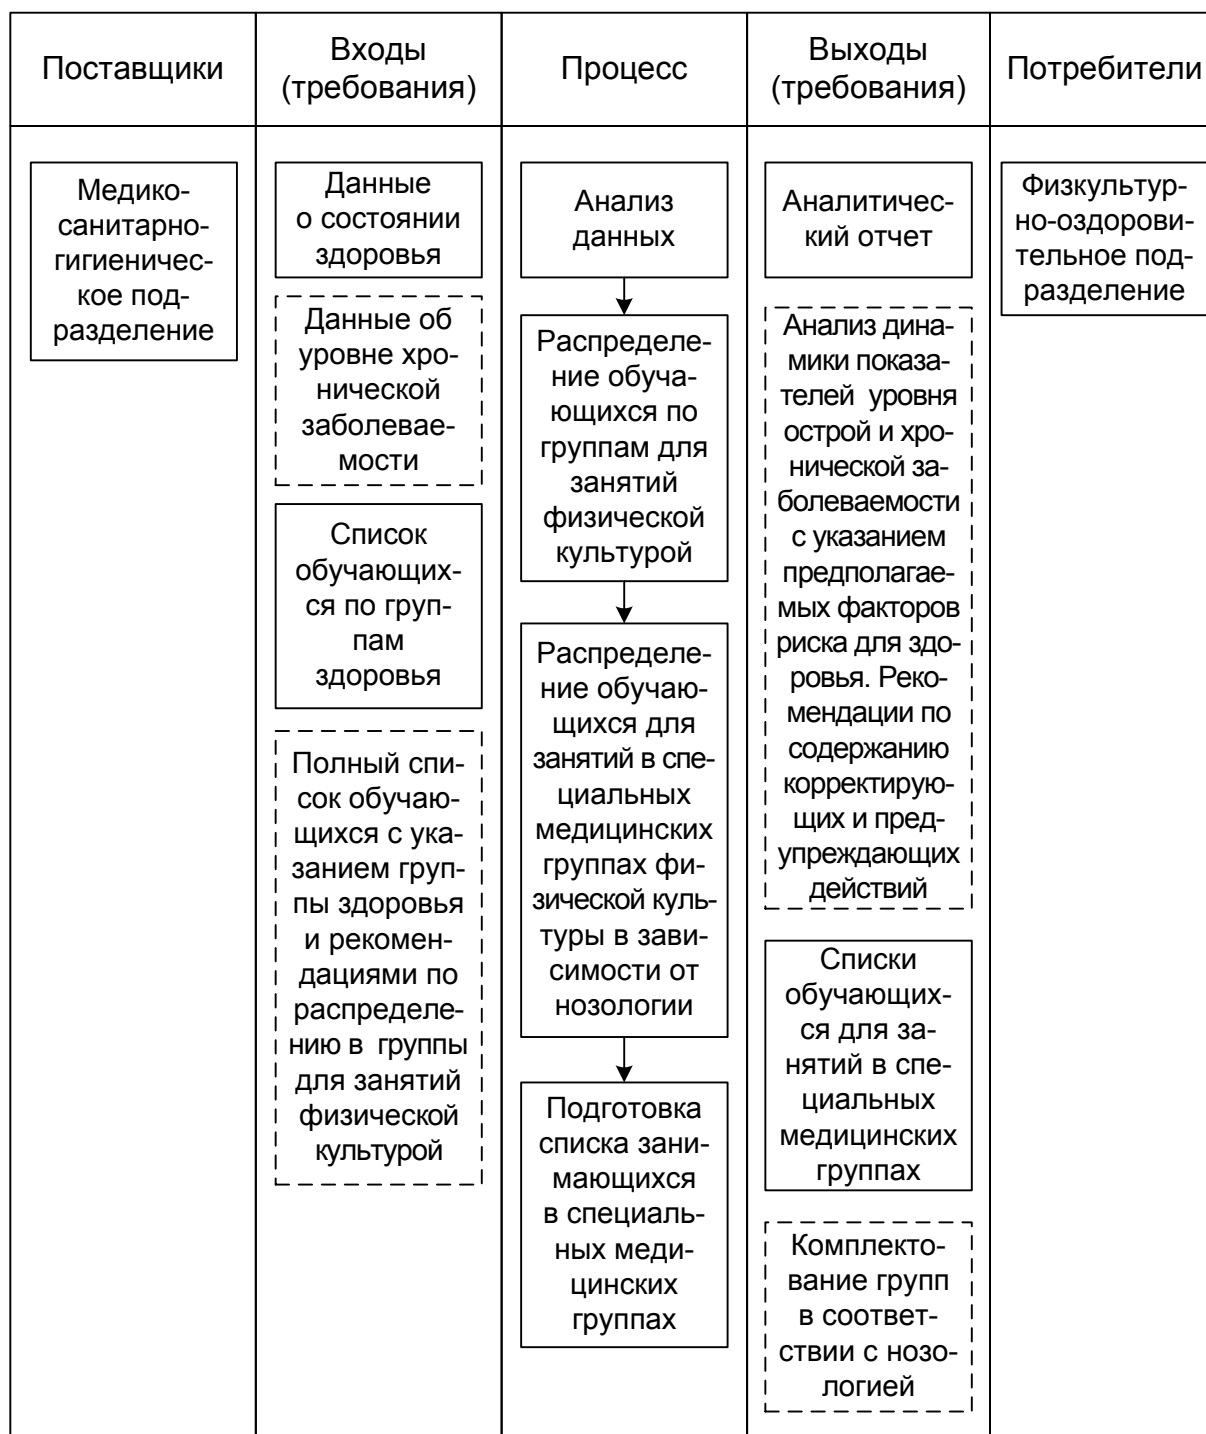 Поставщики
Входы
(требования)
Процесс
Выходы
(требования)
Потребители
Медико-
санитарно-
гигиеничес-
кое под-
разделение
Данные
о состоянии
здоровья
Данные об
уровне хро-
нической
заболевае-
мости
Список
обучающих-
ся по груп-
пам
здоровья
Полный спи-
сок обучаю-
щихся с ука-
занием груп-
пы здоровья
и рекомен-
дациями по
распределе-
нию в группы
для занятий
физической
культурой
Анализ
данных
Распределе-
ние обуча-
ющихся по
группам для
занятий
физической
культурой
Распределе-
ние обучаю-
щихся для
занятий в спе-
циальных
медицинских
группах фи-
зической куль-
туры в зави-
симости от
нозологии
Подготовка
списка зани-
мающихся
в специаль-
ных меди-
цинских
группах
Аналитичес-
кий отчет
Анализ дина-
мики показа-
телей уровня
острой и хро-
нической за-
болеваемости
с указанием
предполагае-
мых факторов
риска для здо-
ровья. Реко-
мендации по
содержанию
корректирую-
щих и пред-
упреждающих
действий
Списки
обучающих-
ся для за-
нятий в спе-
циальных
медицинских
группах
Комплекто-
вание групп
в соответ-
ствии с нозо-
логией
Физкультур-
но-оздорови-
тельное под-
разделение